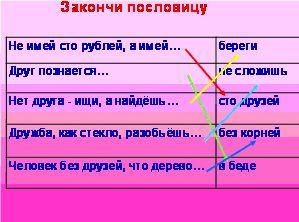 Закончи пословицу
Не имей сто рублей, а имей… береги
Друг познается… не сложишь
Нет друга - ищи, а найдёшь… сто друзей
Дружба, как стекло, разобьёшь… без корней
Человек без друзей, что дерево… в беде